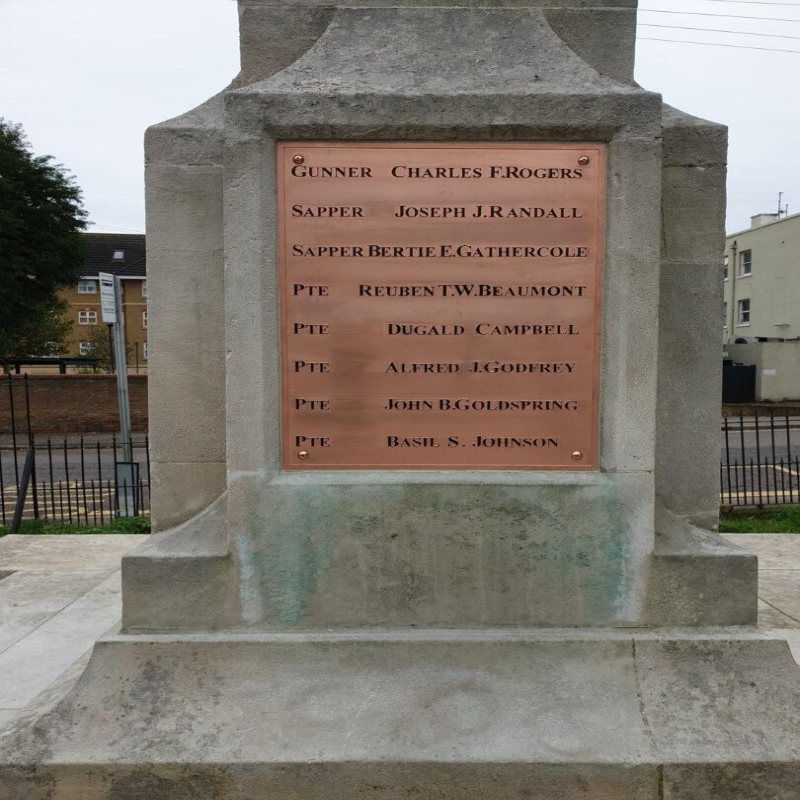 GUNNER CHARLES F.ROGERS
SAPPER JOSEPH J.RANDALL
SAPPER BERTIE E.GATHERCOLE
PTE REUBEN T.W.BEAUMONT
PTE DUGALD CAMPBELL
PTE ALFRED J.GODFREY
PTE JOHN B.GOLDSPRING
PTE BASIL S. JOHNSON